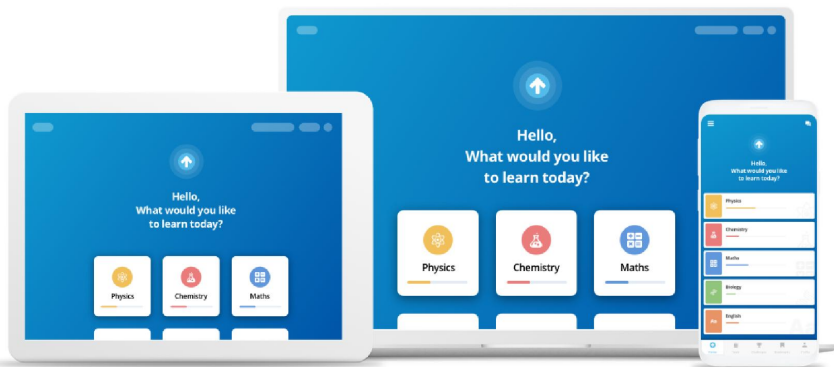 Hello,
What would you like
to learn today?
Physics
Chemistry
Maths
Hello,
What would you like
to learn today?
Physics
Chemistry
Maths
Hello,
What would you like
to learn today?
Physics
Chemistry
Maths
Biology
English